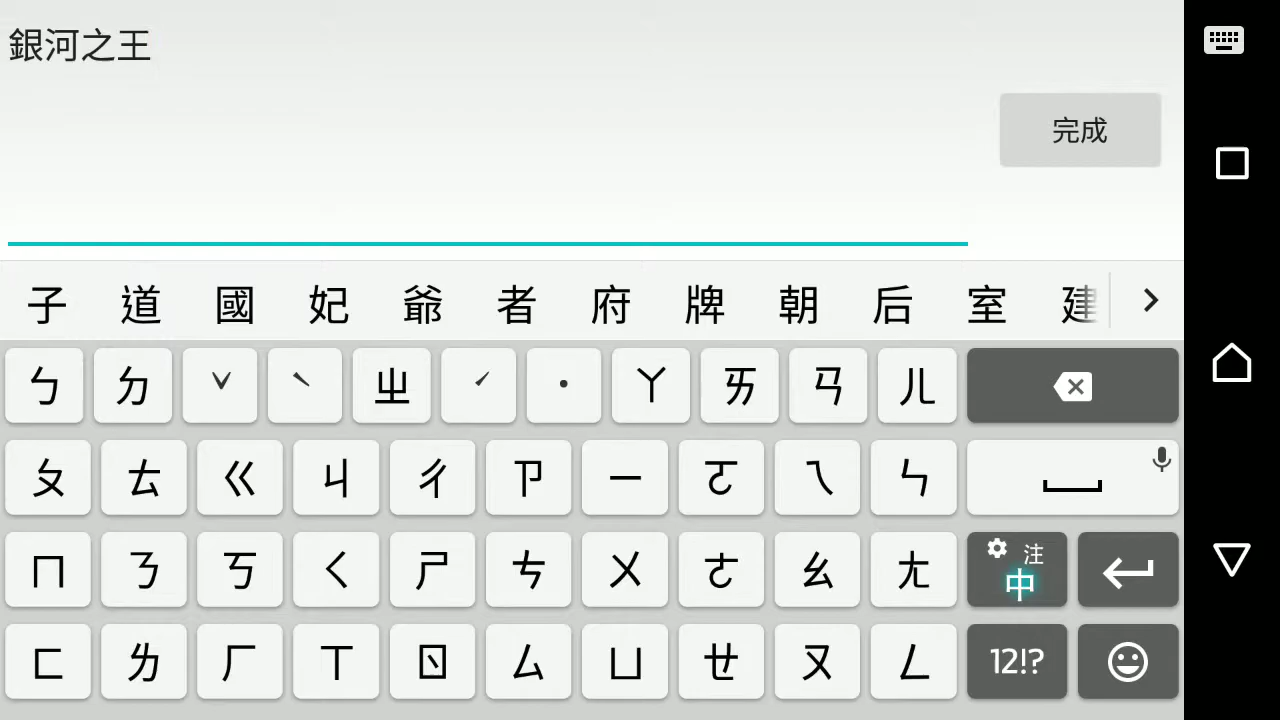 銀河之王
完成
子 道 國 妃 爺 者 府 牌 朝 后 室 建
ㄅ ㄉ ˇ ˋ ㄓ ˊ ˙ ㄚ ㄞ ㄢ ㄦ
ㄆ ㄊ ㄍ ㄐ ㄔ ㄗ ㄧ ㄛ ㄟ ㄣ
ㄇ ㄋ ㄎ ㄑ ㄕ ㄘ ㄨ ㄜ ㄠ ㄤ 注 中
ㄈ ㄌ ㄏ ㄒ ㄖ ㄙ ㄩ ㄝ ㄡ ㄥ 12!?